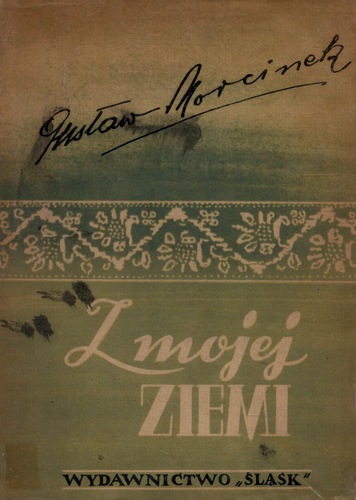 Gustaw Morcinek
Z mojej
ZIEMI
WYDAWNICTWO „ŚLĄSK"